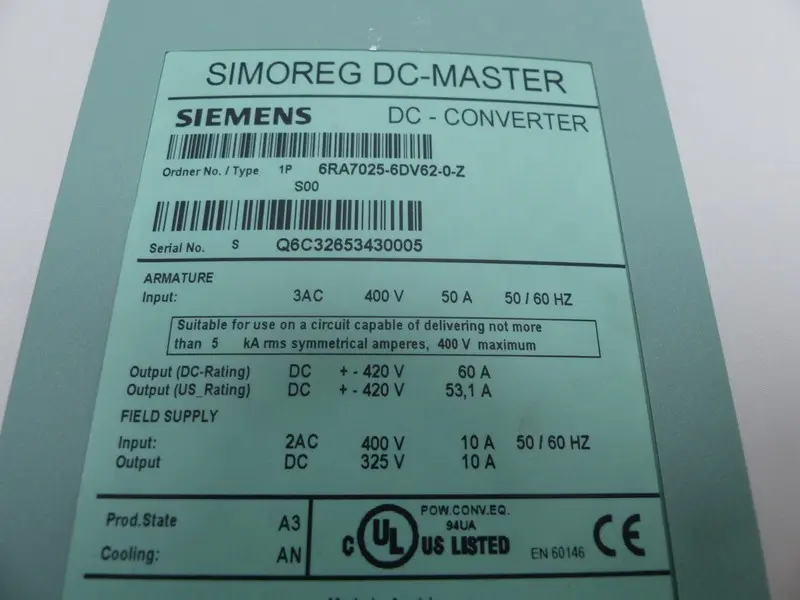 SIMOREG DC-MASTER
SIEMENS DC - CONVERTER
Ordner No. / Type 1P 6RA7025-6DV62-0-Z
S00
Serial No. S Q6C32653430005
ARMATURE
Input: 3AC 400 V 50 A 50 / 60 HZ
Suitable for use on a circuit capable of delivering not more
than 5 kA rms symmetrical amperes, 400 V maximum
Output (DC-Rating) DC + - 420 V 60 A
Output (US_Rating) DC + - 420 V 53,1 A
FIELD SUPPLY
Input: 2AC 400 V 10 A 50 / 60 HZ
Output DC 325 V 10 A
Prod.State A3
Cooling: AN
POW.CONV.EQ.
94UA
C UL US LISTED
EN 60146 CE